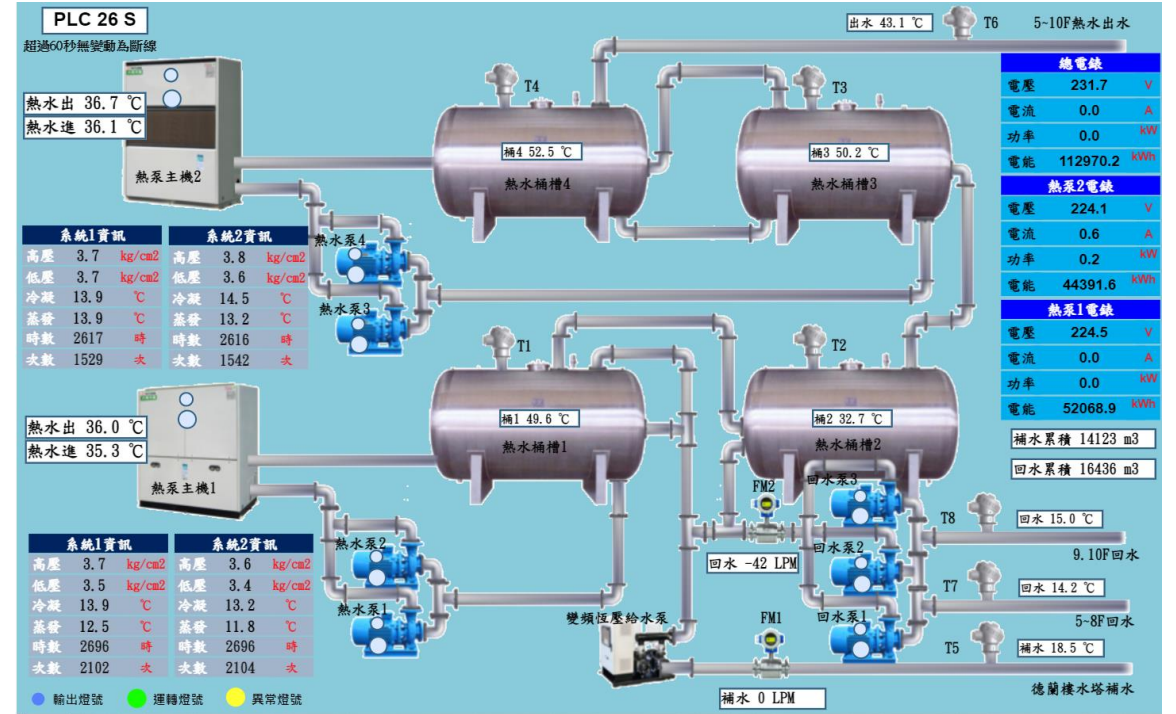 PLC 26 S
超過60秒無變動為斷線
出水 43.1 ℃
T6
5~10F熱水出水
熱水出 36.7 ℃
熱水進 36.1 ℃
熱泵主機2
T4
T3
桶4 52.5 ℃
熱水桶槽4
桶3 50.2 ℃
熱水桶槽3
總電錶
電壓 231.7 V
電流 0.0 A
功率 0.0 kW
電能 112970.2 kWh
熱泵2電錶
電壓 224.1 V
電流 0.6 A
功率 0.2 kW
電能 44391.6 kWh
熱泵1電錶
電壓 224.5 V
電流 0.0 A
功率 0.0 kW
電能 52068.9 kWh
補水累積 14123 m3
回水累積 16436 m3
系統1資訊 系統2資訊
高壓 3.7 kg/cm2 高壓 3.8 kg/cm2
低壓 3.7 kg/cm2 低壓 3.6 kg/cm2
冷凝 13.9 ℃ 冷凝 14.5 ℃
蒸發 13.9 ℃ 蒸發 13.2 ℃
時數 2617 時 時數 2616 時
次數 1529 次 次數 1542 次
熱水泵4
熱水泵3
T1
T2
桶1 49.6 ℃
熱水桶槽1
桶2 32.7 ℃
熱水桶槽2
熱水出 36.0 ℃
熱水進 35.3 ℃
熱泵主機1
系統1資訊 系統2資訊
高壓 3.7 kg/cm2 高壓 3.6 kg/cm2
低壓 3.5 kg/cm2 低壓 3.4 kg/cm2
冷凝 13.9 ℃ 冷凝 13.2 ℃
蒸發 12.5 ℃ 蒸發 11.8 ℃
時數 2696 時 時數 2696 時
次數 2102 次 次數 2104 次
熱水泵2
熱水泵1
FM2
回水 -42 LPM
回水泵3
回水泵2
回水泵1
T8
回水 15.0 ℃
9.10F回水
T7
回水 14.2 ℃
5~8F回水
變頻恆壓給水泵
FM1
補水 0 LPM
T5
補水 18.5 ℃
德蘭樓水塔補水
輸出燈號 運轉燈號 異常燈號